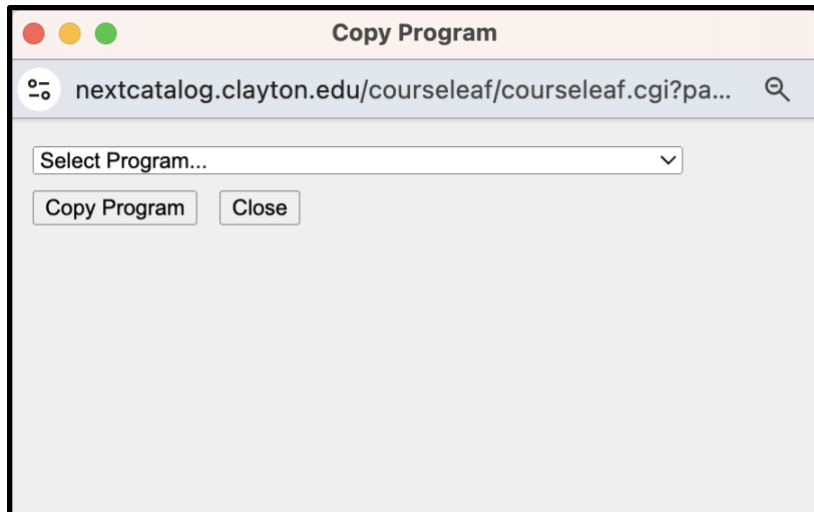 Copy Program
nextcatalog.clayton.edu/courseleaf/courseleaf.cgi?pa...
Select Program...
Copy Program Close